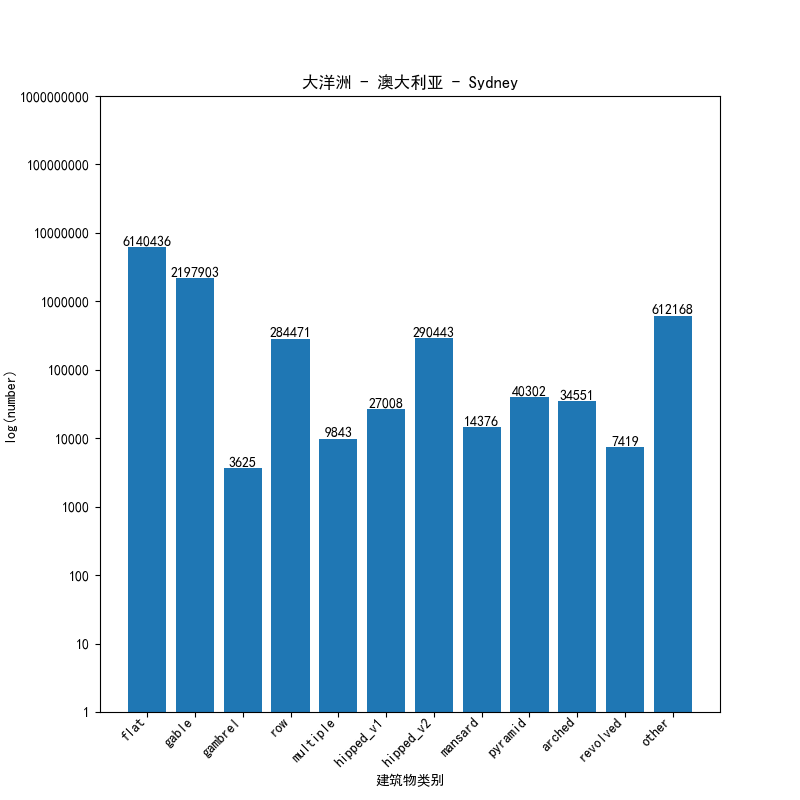 大洋洲 - 澳大利亚 - Sydney
1000000000
100000000
10000000
1000000
100000
10000
1000
100
10
1
log(number)
6140436
2197903
3625
284471
9843
27008
290443
14376
40302
34551
7419
612168
flat
gable
gambrel
row
multiple
hipped_v1
hipped_v2
mansard
pyramid
arched
revolved
other
建筑物类别